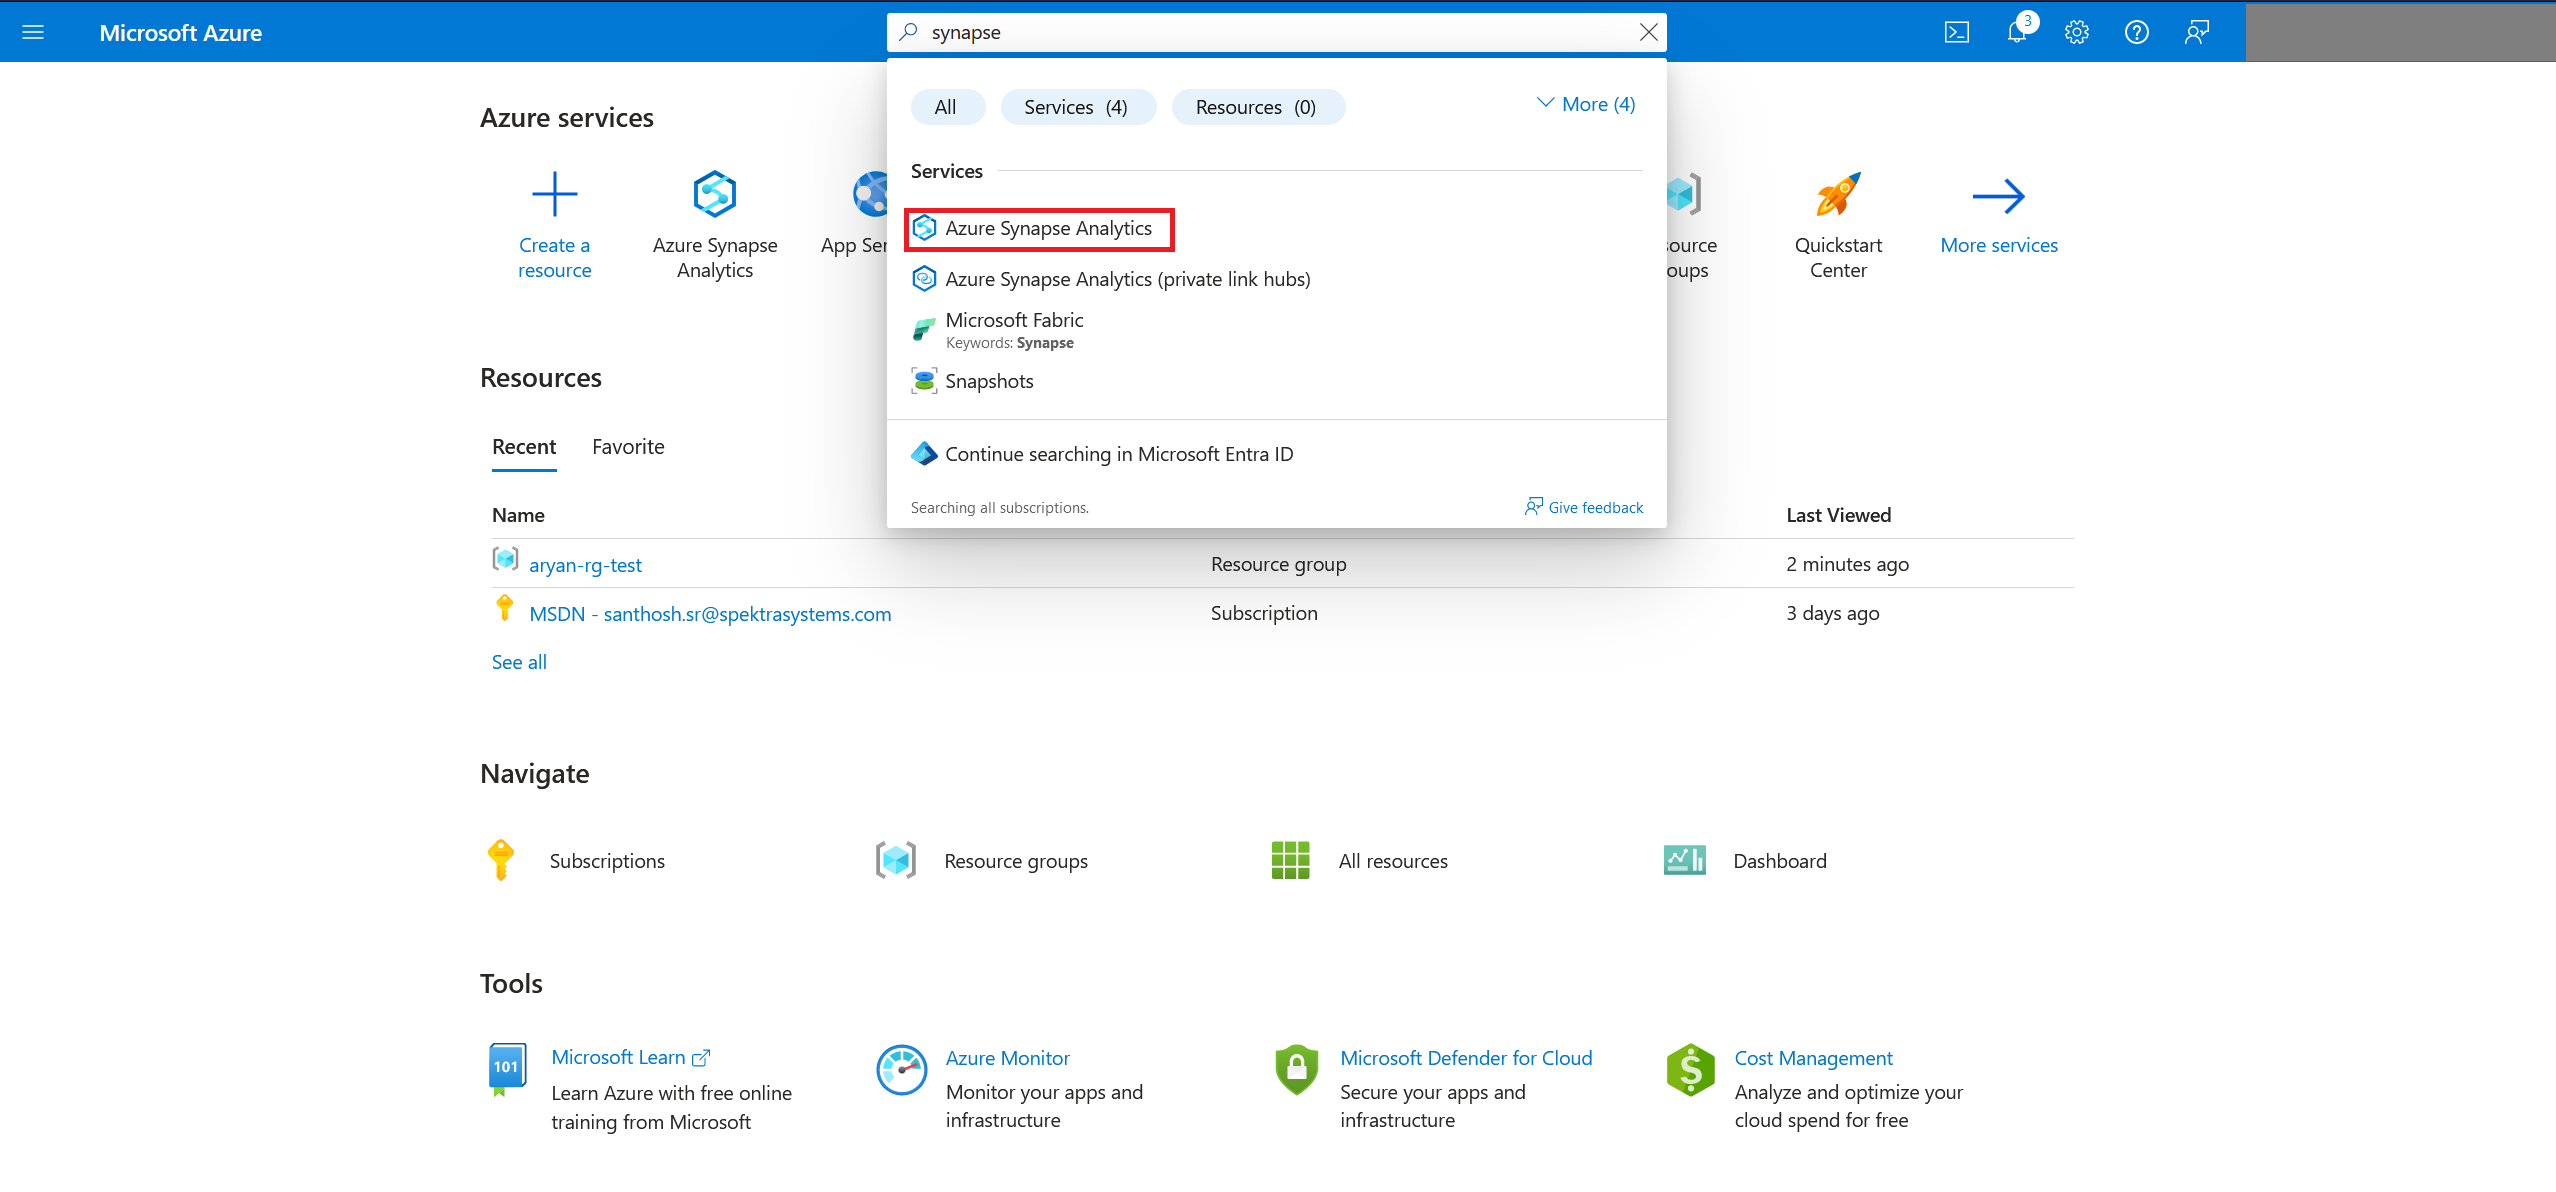 Microsoft Azure
synapse
3
All
Services (4)
Resources (0)
More (4)
Services
Azure Synapse Analytics
Azure Synapse Analytics (private link hubs)
Microsoft Fabric
Keywords: Synapse
Snapshots
Continue searching in Microsoft Entra ID
Searching all subscriptions.
Give feedback
Azure services
Create a
resource
Azure Synapse
Analytics
App Ser
source
oups
Quickstart
Center
More services
Resources
Recent
Favorite
Name
Last Viewed
aryan-rg-test
Resource group
2 minutes ago
MSDN - santhosh.sr@spektrasystems.com
Subscription
3 days ago
See all
Navigate
Subscriptions
Resource groups
All resources
Dashboard
Tools
101
Microsoft Learn
Learn Azure with free online
training from Microsoft
Azure Monitor
Monitor your apps and
infrastructure
Microsoft Defender for Cloud
Secure your apps and
infrastructure
Cost Management
Analyze and optimize your
cloud spend for free